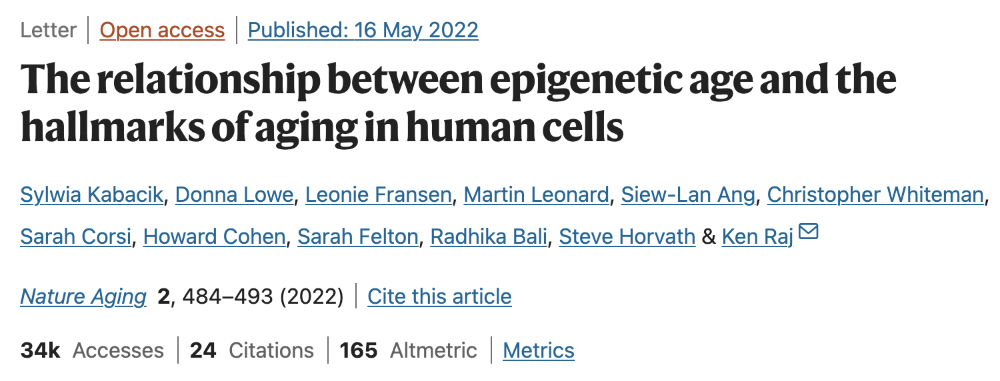 Letter | Open access | Published: 16 May 2022
The relationship between epigenetic age and the
hallmarks of aging in human cells
Sylwia Kabacik, Donna Lowe, Leonie Fransen, Martin Leonard, Siew-Lan Ang, Christopher Whiteman,
Sarah Corsi, Howard Cohen, Sarah Felton, Radhika Bali, Steve Horvath & Ken Raj
Nature Aging 2, 484–493 (2022) | Cite this article
34k Accesses | 24 Citations | 165 Altmetric | Metrics